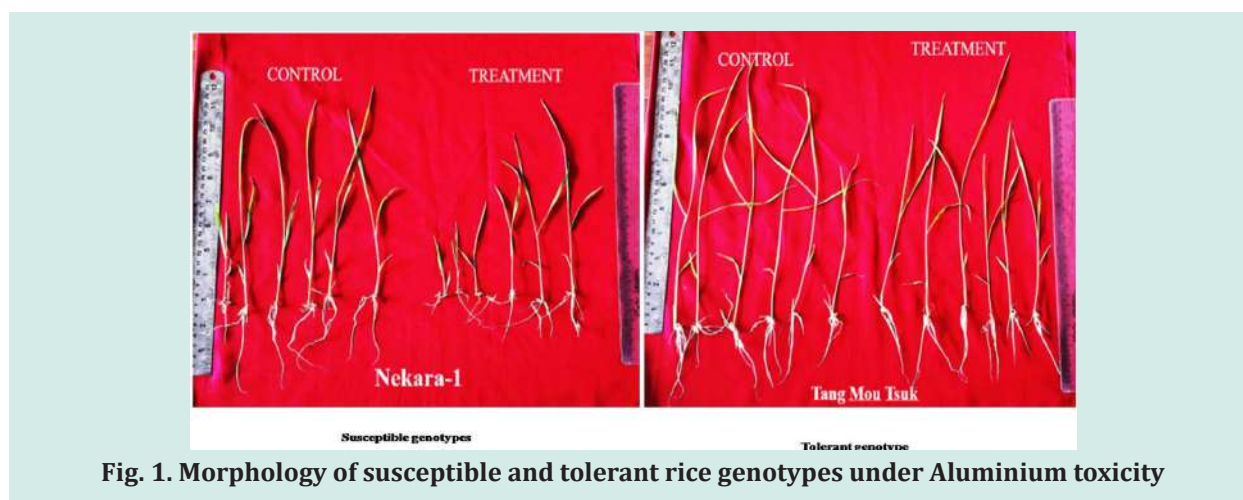 CONTROL
TREATMENT
Nekara-1
CONTROL
TREATMENT
Tang Mou Tsuk
Susceptible genotypes
Tolerant genotype
Fig. 1. Morphology of susceptible and tolerant rice genotypes under Aluminium toxicity